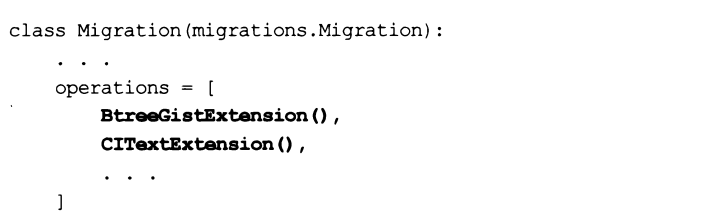 class Migration(migrations.Migration):
    . . .
    operations = [
        BtreeGistExtension(),
        CITextExtension(),
        . . .
    ]